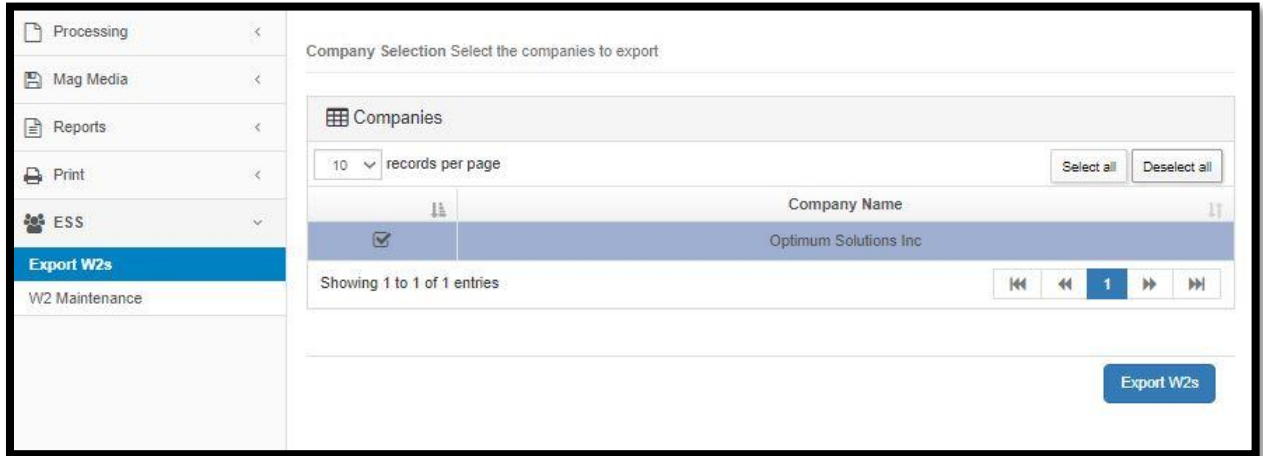 Processing
Mag Media
Reports
Print
ESS
Export W2s
W2 Maintenance
Company Selection Select the companies to export
Companies
10 records per page
Select all Deselect all
Company Name
Optimum Solutions Inc
Showing 1 to 1 of 1 entries
1
Export W2s